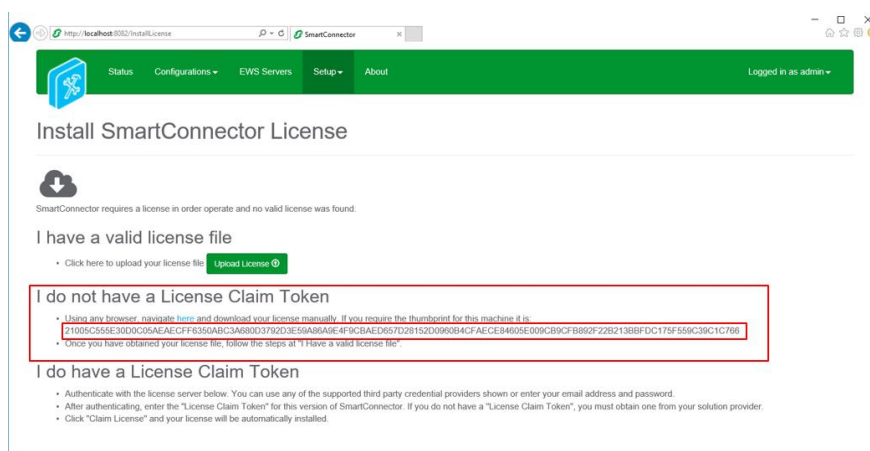 http://localhost:8082/InstallLicense
SmartConnector
Status Configurations EWS Servers Setup About Logged in as admin
Install SmartConnector License
SmartConnector requires a license in order operate and no valid license was found.
I have a valid license file
Click here to upload your license file Upload License
I do not have a License Claim Token
Using any browser, navigate here and download your license manually. If you require the thumbprint for this machine it is:
21005C555E30D0C05AEAECFF6350ABC3A680D3792D3E59A86A9E4F9CBAED657D28152D0960B4CFAECE84605E009CB9CFB892F22B213BBFDC175F559C39C1C766
Once you have obtained your license file, follow the steps at "I Have a valid license file".
I do have a License Claim Token
Authenticate with the license server below. You can use any of the supported third party credential providers shown or enter your email address and password.
After authenticating, enter the "License Claim Token" for this version of SmartConnector. If you do not have a "License Claim Token", you must obtain one from your solution provider.
Click "Claim License" and your license will be automatically installed.